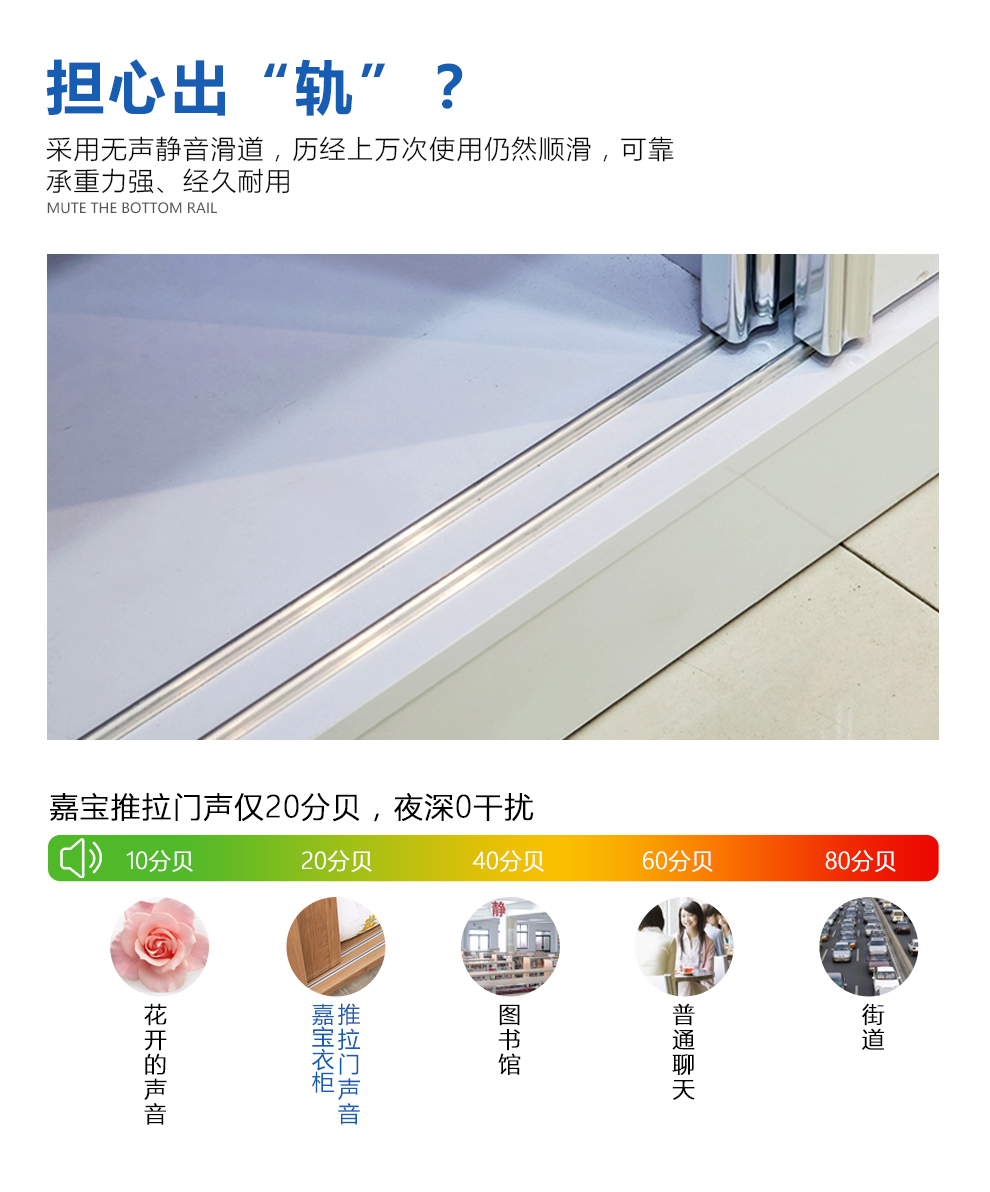 担心出“轨”？
采用无声静音滑道，历经上万次使用仍然顺滑，可靠
承重力强、经久耐用
MUTE THE BOTTOM RAIL
嘉宝推拉门声仅20分贝，夜深0干扰
10分贝
20分贝
40分贝
60分贝
80分贝
静
花开的声音
嘉宝衣柜
推拉门声音
图书馆
普通聊天
街道